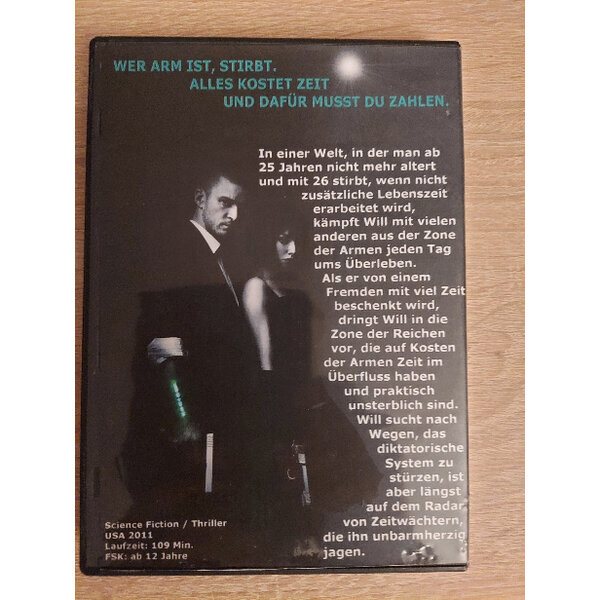 WER ARM IST, STIRBT.
ALLES KOSTET ZEIT
UND DAFÜR MUSST DU ZAHLEN.
In einer Welt, in der man ab
25 Jahren nicht mehr altert
und mit 26 stirbt, wenn nicht
zusätzliche Lebenszeit
erarbeitet wird,
kämpft Will mit vielen
anderen aus der Zone
der Armen jeden Tag
ums Überleben.
Als er von einem
Fremden mit viel Zeit
beschenkt wird,
dringt Will in die
Zone der Reichen
vor, die auf Kosten
der Armen Zeit im
Überfluss haben
und praktisch
unsterblich sind.
Will sucht nach
Wegen, das
diktatorische
System zu
stürzen, ist
aber längst
auf dem Radar
von Zeitwächtern,
die ihn unbarmherzig
jagen.
Science Fiction / Thriller
USA 2011
Laufzeit: 109 Min.
FSK: ab 12 Jahre